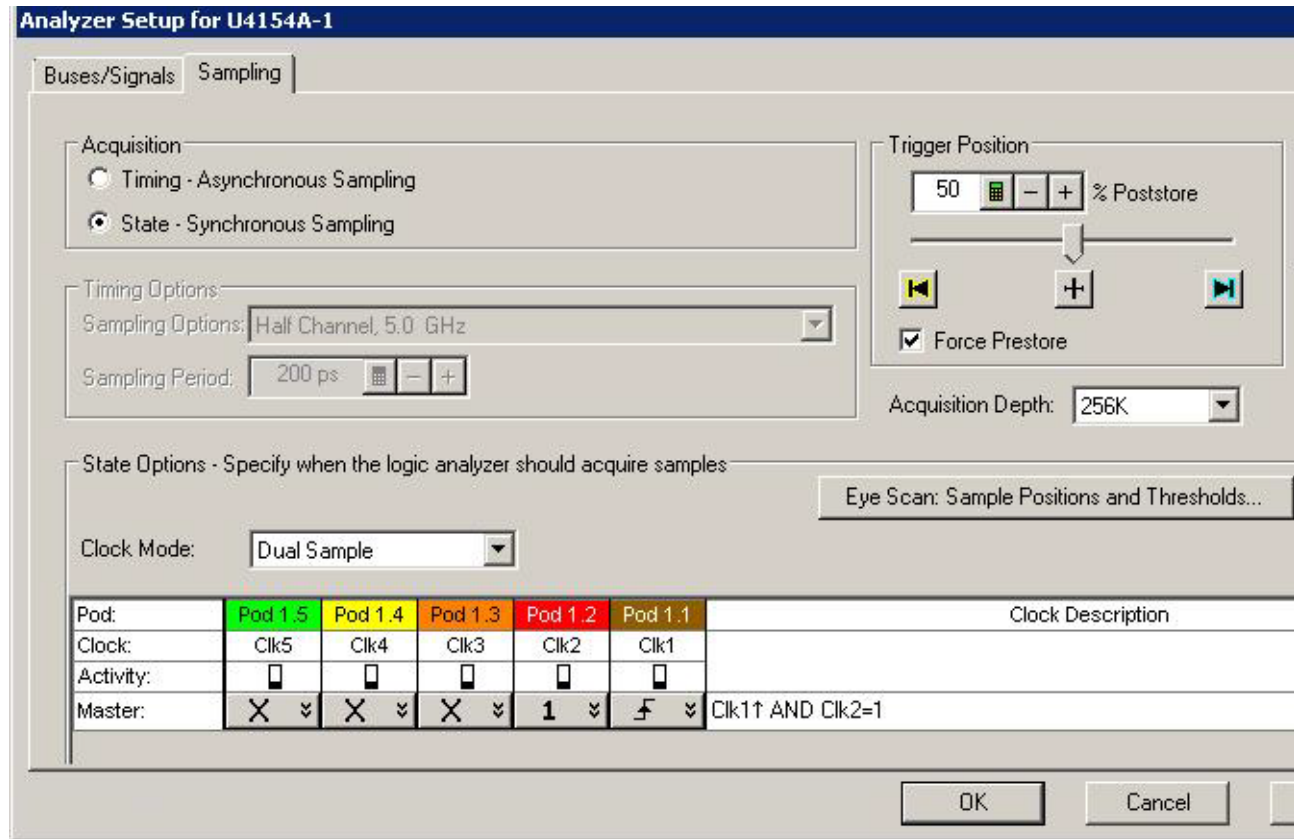 Analyzer Setup for U4154A-1
Buses/Signals Sampling
Acquisition
Timing - Asynchronous Sampling
State - Synchronous Sampling
Trigger Position
50 % Poststore
Force Prestore
Timing Options
Sampling Options: Half Channel, 5.0 GHz
Sampling Period: 200 ps
Acquisition Depth: 256K
State Options - Specify when the logic analyzer should acquire samples
Eye Scan: Sample Positions and Thresholds...
Clock Mode: Dual Sample
Pod: Pod 1.5 Pod 1.4 Pod 1.3 Pod 1.2 Pod 1.1 Clock Description
Clock: Clk5 Clk4 Clk3 Clk2 Clk1
Activity:
Master: X X X 1 Clk1↑ AND Clk2=1
OK Cancel